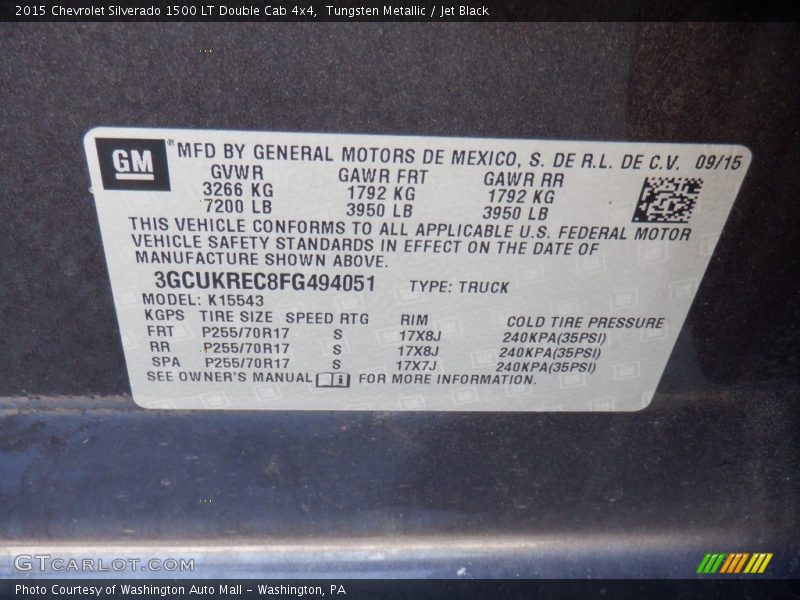 2015 Chevrolet Silverado 1500 LT Double Cab 4x4,  Tungsten Metallic / Jet Black
GM ® MFD BY GENERAL MOTORS DE MEXICO, S. DE R.L. DE C.V. 09/15
GVWR GAWR FRT GAWR RR
3266 KG 1792 KG 1792 KG
7200 LB 3950 LB 3950 LB
THIS VEHICLE CONFORMS TO ALL APPLICABLE U.S. FEDERAL MOTOR
VEHICLE SAFETY STANDARDS IN EFFECT ON THE DATE OF
MANUFACTURE SHOWN ABOVE.
3GCUKREC8FG494051 TYPE: TRUCK
MODEL: K15543
KGPS TIRE SIZE SPEED RTG RIM COLD TIRE PRESSURE
FRT P255/70R17 S 17X8J 240KPA(35PSI)
RR P255/70R17 S 17X8J 240KPA(35PSI)
SPA P255/70R17 S 17X7J 240KPA(35PSI)
SEE OWNER'S MANUAL FOR MORE INFORMATION.
GTCARLOT.COM
Photo Courtesy of Washington Auto Mall - Washington, PA